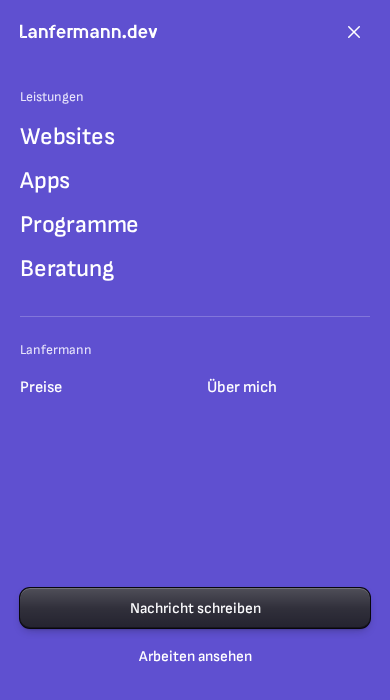 Lanfermann.dev
Leistungen
Websites
Apps
Programme
Beratung
Lanfermann
Preise
Über mich
Nachricht schreiben
Arbeiten ansehen